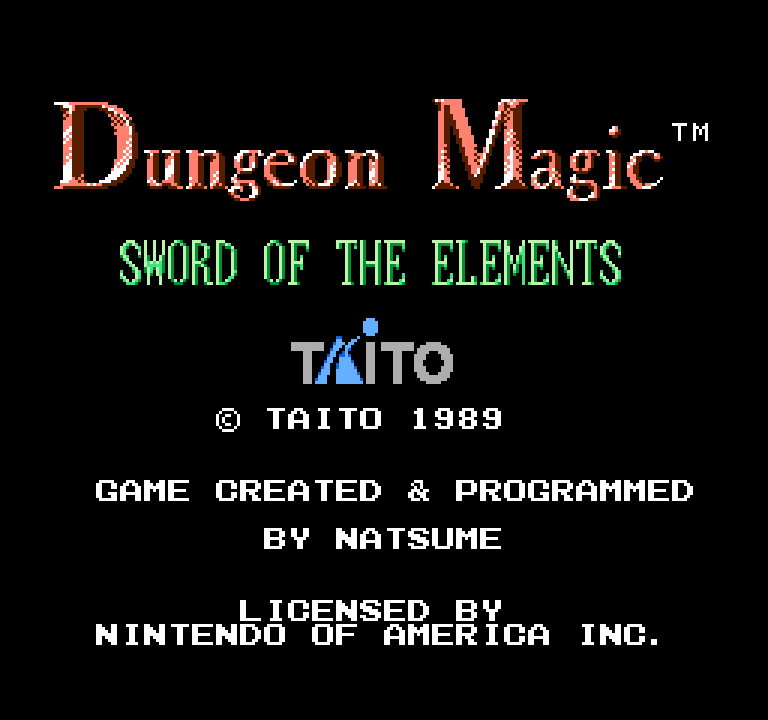 Dungeon Magic™
SWORD OF THE ELEMENTS
TAITO
© TAITO 1989
GAME CREATED & PROGRAMMED
BY NATSUME
LICENSED BY
NINTENDO OF AMERICA INC.